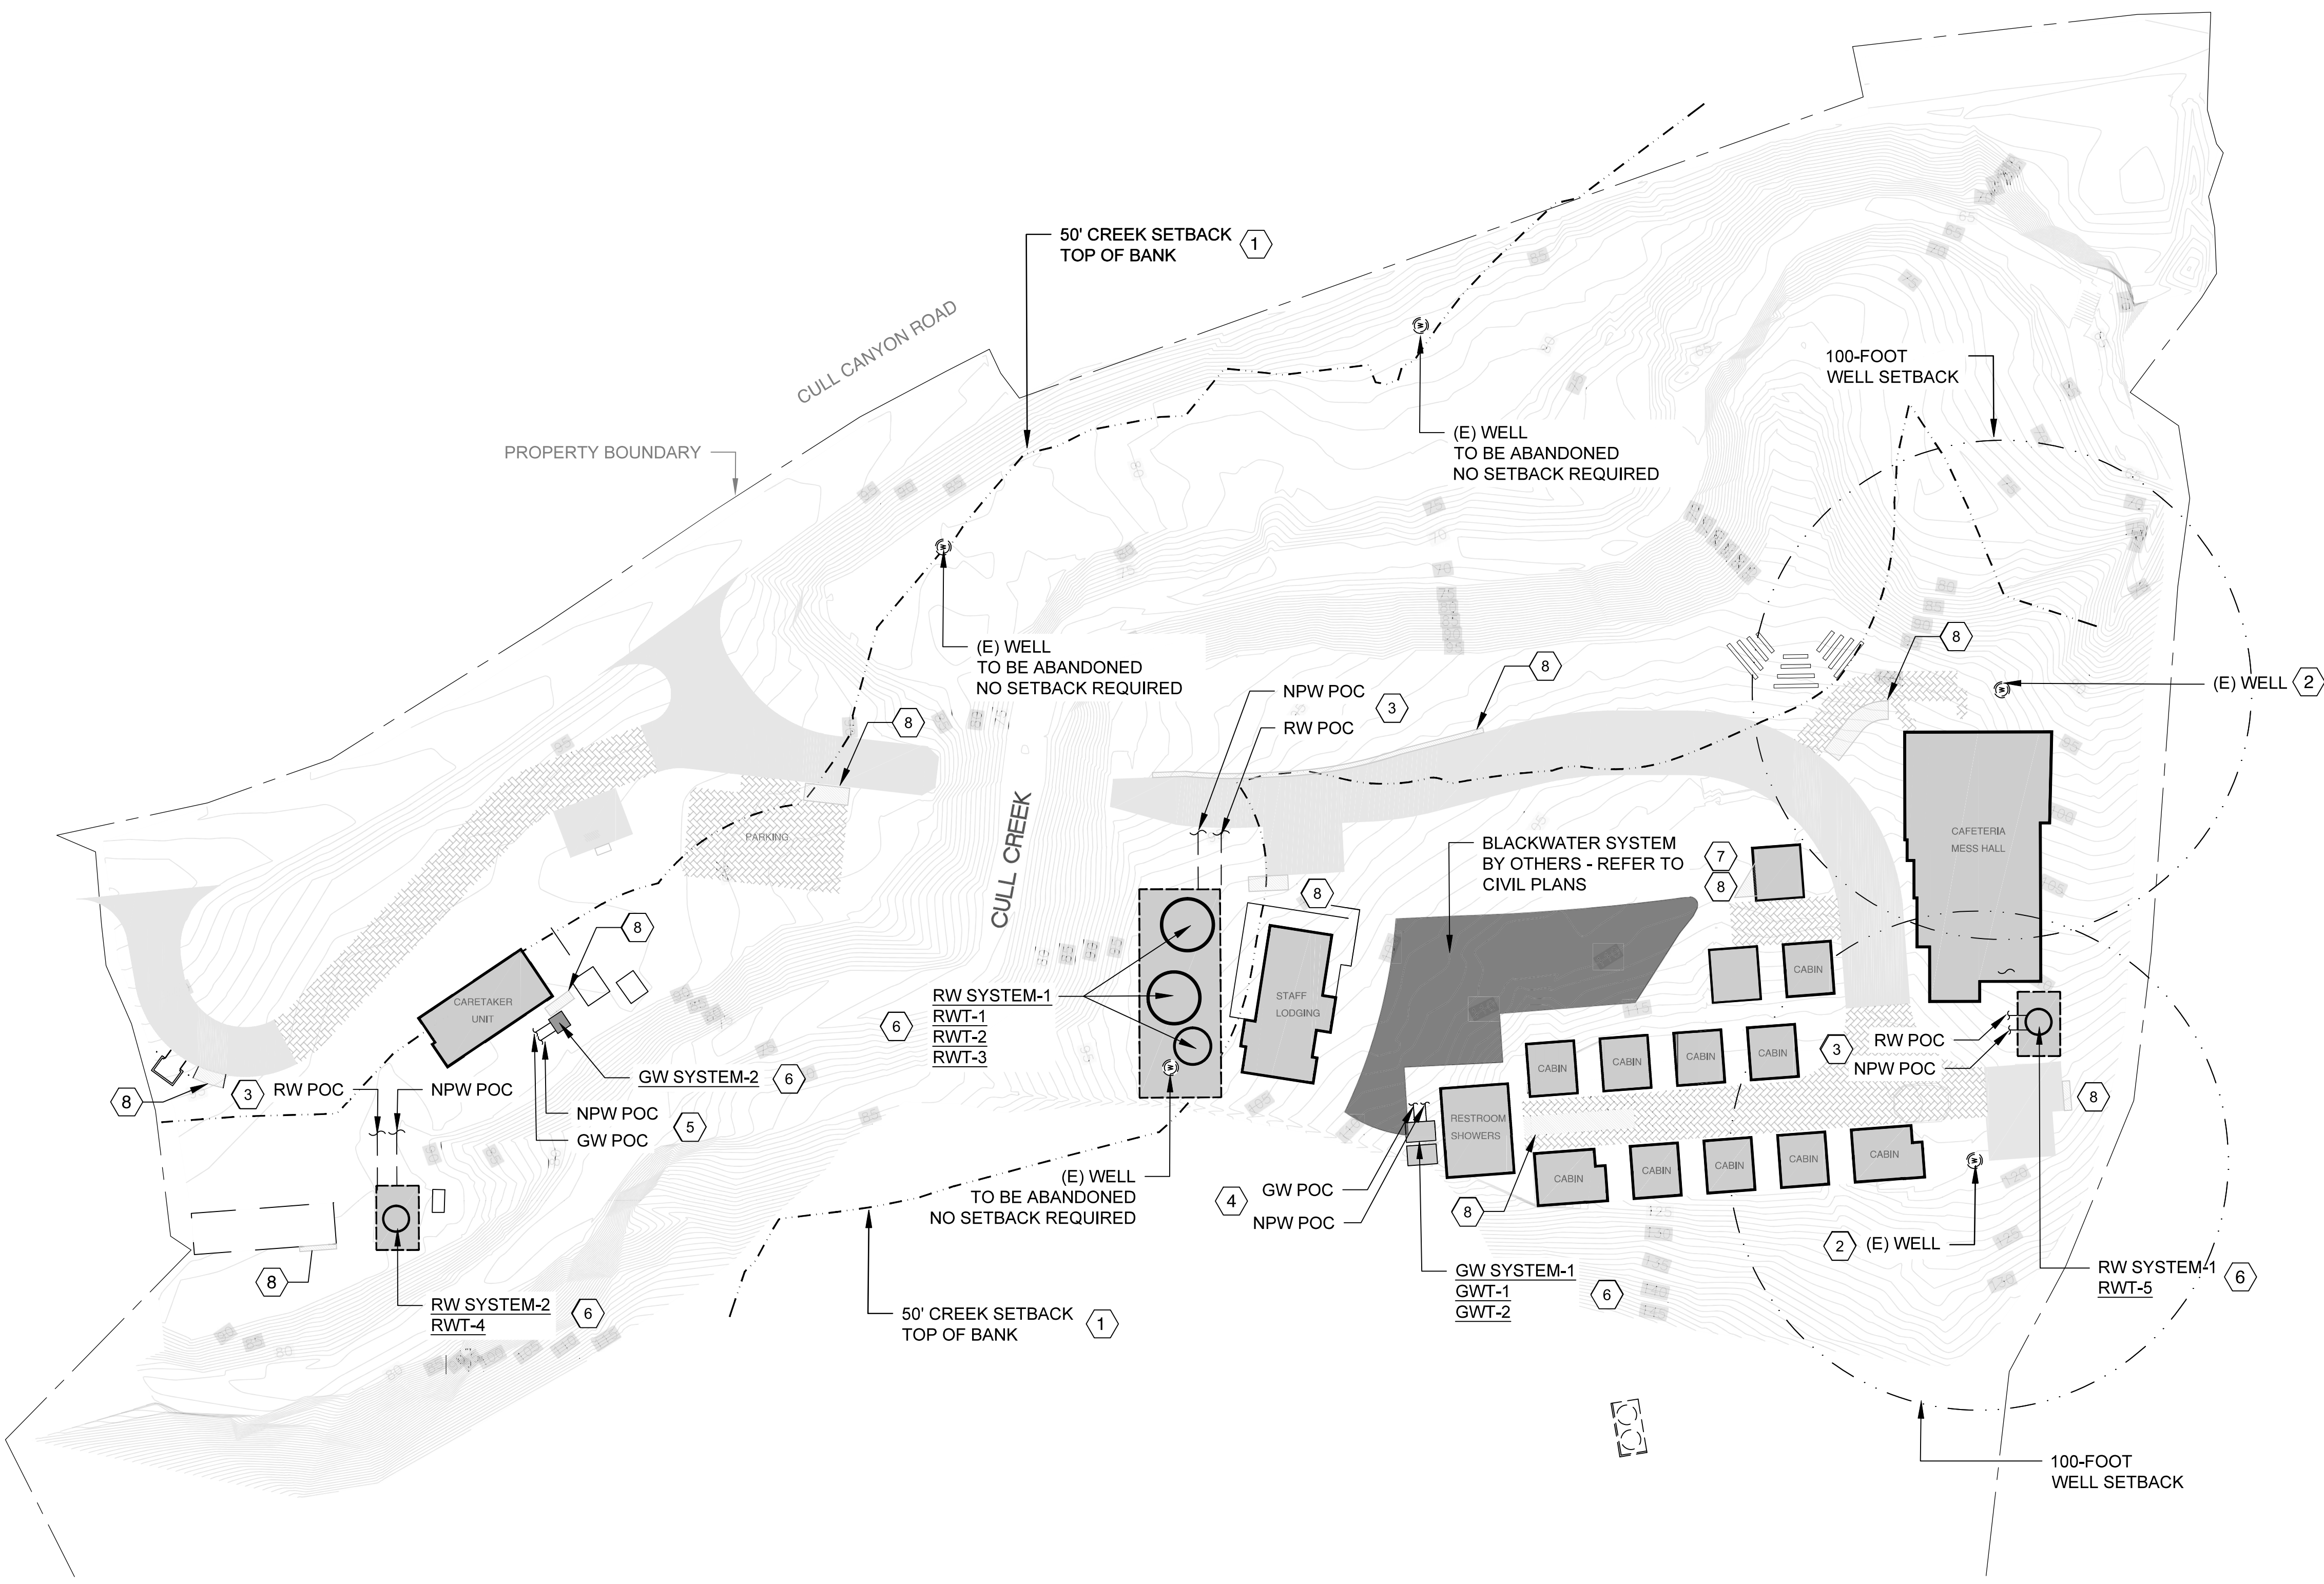 50' CREEK SETBACK
TOP OF BANK
1
CULL CANYON ROAD
PROPERTY BOUNDARY
100-FOOT
WELL SETBACK
(E) WELL
TO BE ABANDONED
NO SETBACK REQUIRED
(E) WELL
TO BE ABANDONED
NO SETBACK REQUIRED
8
8
NPW POC
3
RW POC
(E) WELL
2
8
PARKING
CULL CREEK
BLACKWATER SYSTEM
BY OTHERS - REFER TO
CIVIL PLANS
7
8
CAFETERIA
MESS HALL
8
8
CARETAKER
UNIT
RW SYSTEM-1
RWT-1
RWT-2
RWT-3
6
STAFF
LODGING
CABIN
CABIN
CABIN
CABIN
CABIN
3
RW POC
NPW POC
GW SYSTEM-2
6
8
3
RW POC
NPW POC
NPW POC
GW POC
5
8
RESTROOM
SHOWERS
CABIN
CABIN
CABIN
CABIN
CABIN
(E) WELL
TO BE ABANDONED
NO SETBACK REQUIRED
4
GW POC
NPW POC
8
2
(E) WELL
8
RW SYSTEM-2
RWT-4
6
GW SYSTEM-1
GWT-1
GWT-2
6
RW SYSTEM-1
RWT-5
6
50' CREEK SETBACK
TOP OF BANK
1
100-FOOT
WELL SETBACK